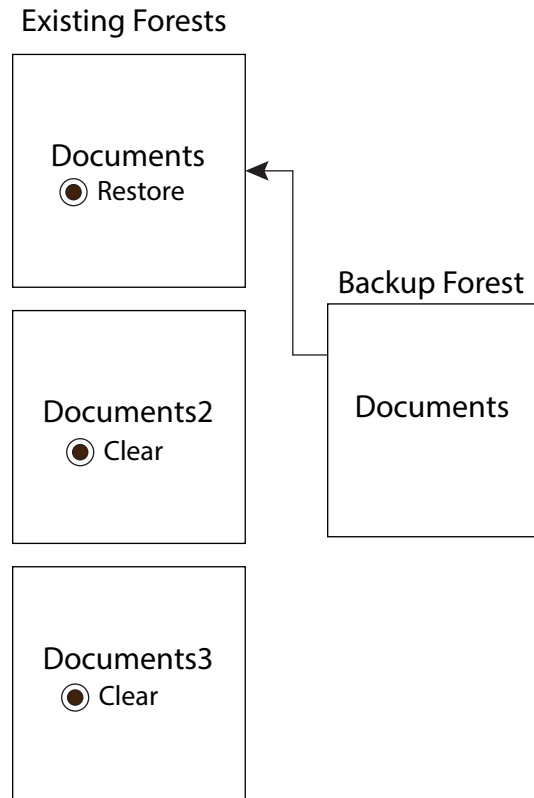 Existing Forests
Documents
Restore
Backup Forest
Documents
Documents2
Clear
Documents3
Clear